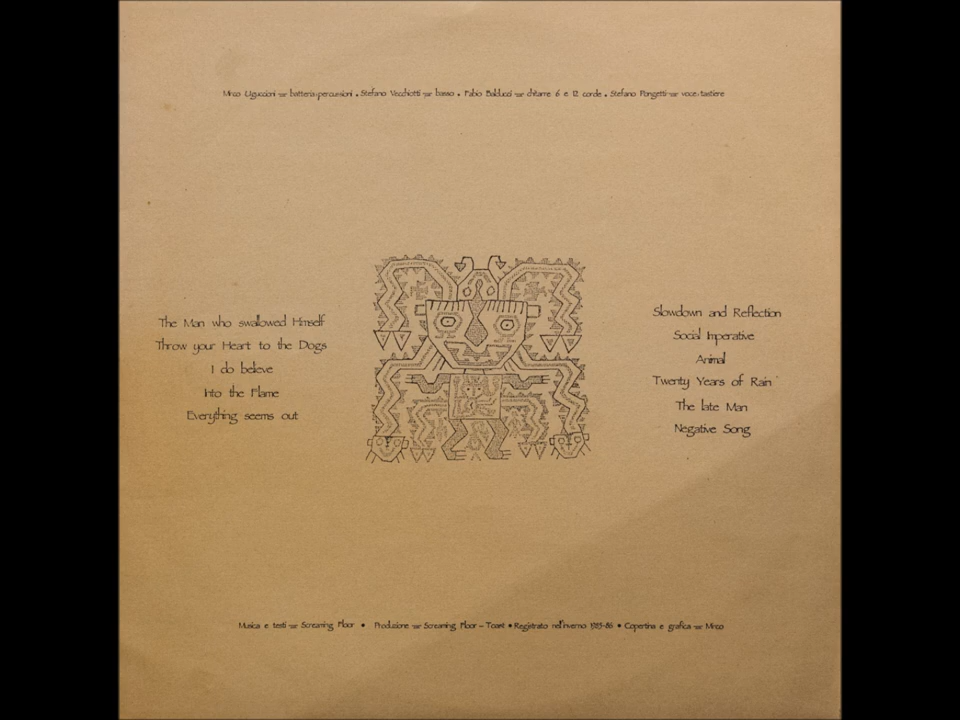 Mirco Uguccioni batteria:percussioni • Stefano Vecchiotti basso • Fabio Balducci chitarre 6 e 12 corde • Stefano Pongetti voce:tastiere
The Man who swallowed Himself
Throw your Heart to the Dogs
I do believe
Into the Flame
Everything seems out
Slowdown and Reflection
Social Imperative
Animal
Twenty Years of Rain
The late Man
Negative Song
Musica e testi Screaming Floor • Produzione Screaming Floor – Toast • Registrato nell'inverno 1985-86 • Copertina e grafica Mirco